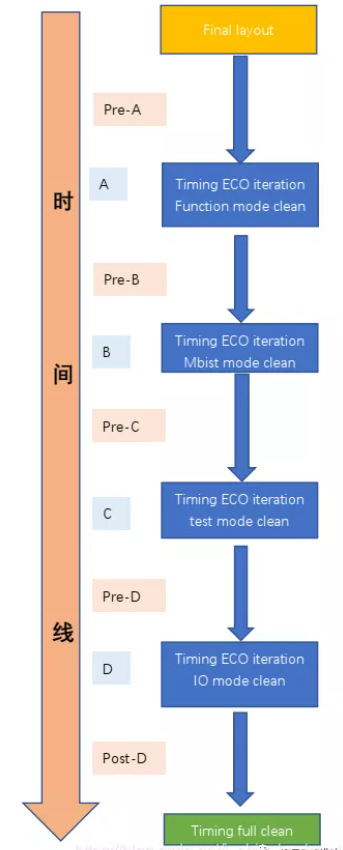 Final layout
Pre-A
A
时
Timing ECO iteration
Function mode clean
Pre-B
B
间
Timing ECO iteration
Mbist mode clean
Pre-C
C
Timing ECO iteration
test mode clean
Pre-D
线
D
Timing ECO iteration
IO mode clean
Post-D
Timing full clean